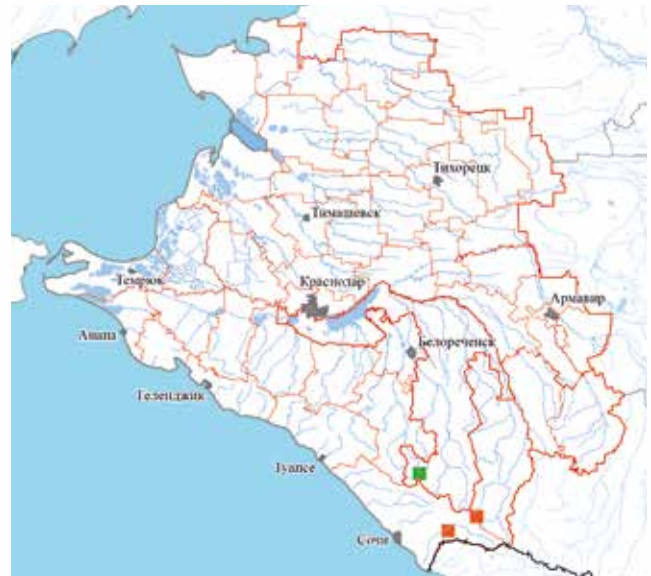 Тихорецк
Тимашевск
Темрюк
Краснодар
Армавир
Анапа
Белореченск
Геленджик
Туапсе
Сочи